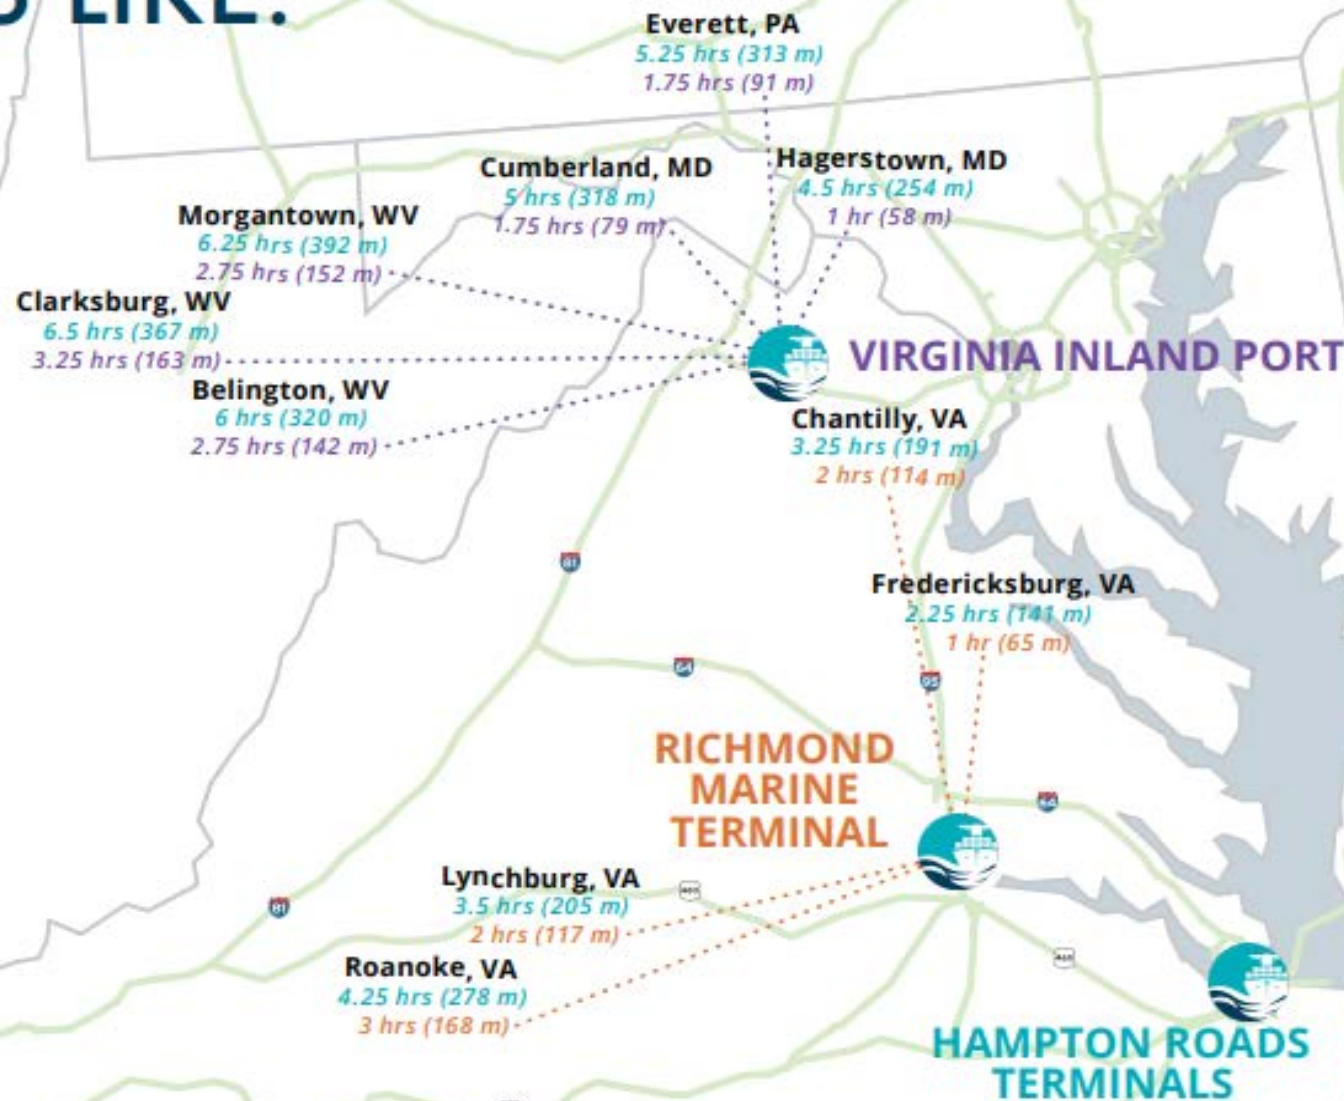 LIKE:
Everett, PA
5.25 hrs (313 m)
1.75 hrs (91 m)
Cumberland, MD
5 hrs (318 m)
1.75 hrs (79 m)
Hagerstown, MD
4.5 hrs (254 m)
1 hr (58 m)
Morgantown, WV
6.25 hrs (392 m)
2.75 hrs (152 m)
Clarksburg, WV
6.5 hrs (367 m)
3.25 hrs (163 m)
Belington, WV
6 hrs (320 m)
2.75 hrs (142 m)
VIRGINIA INLAND PORT
Chantilly, VA
3.25 hrs (191 m)
2 hrs (114 m)
81
Fredericksburg, VA
2.25 hrs (141 m)
1 hr (65 m)
64
95
RICHMOND
MARINE
TERMINAL
64
Lynchburg, VA
3.5 hrs (205 m)
2 hrs (117 m)
460
81
460
Roanoke, VA
4.25 hrs (278 m)
3 hrs (168 m)
HAMPTON ROADS
TERMINALS